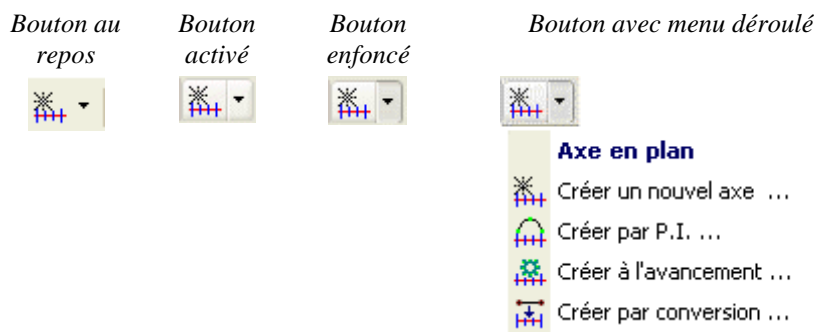 Bouton au repos
Bouton activé
Bouton enfoncé
Bouton avec menu déroulé
Axe en plan
Créer un nouvel axe ...
Créer par P.I. ...
Créer à l'avancement ...
Créer par conversion ...